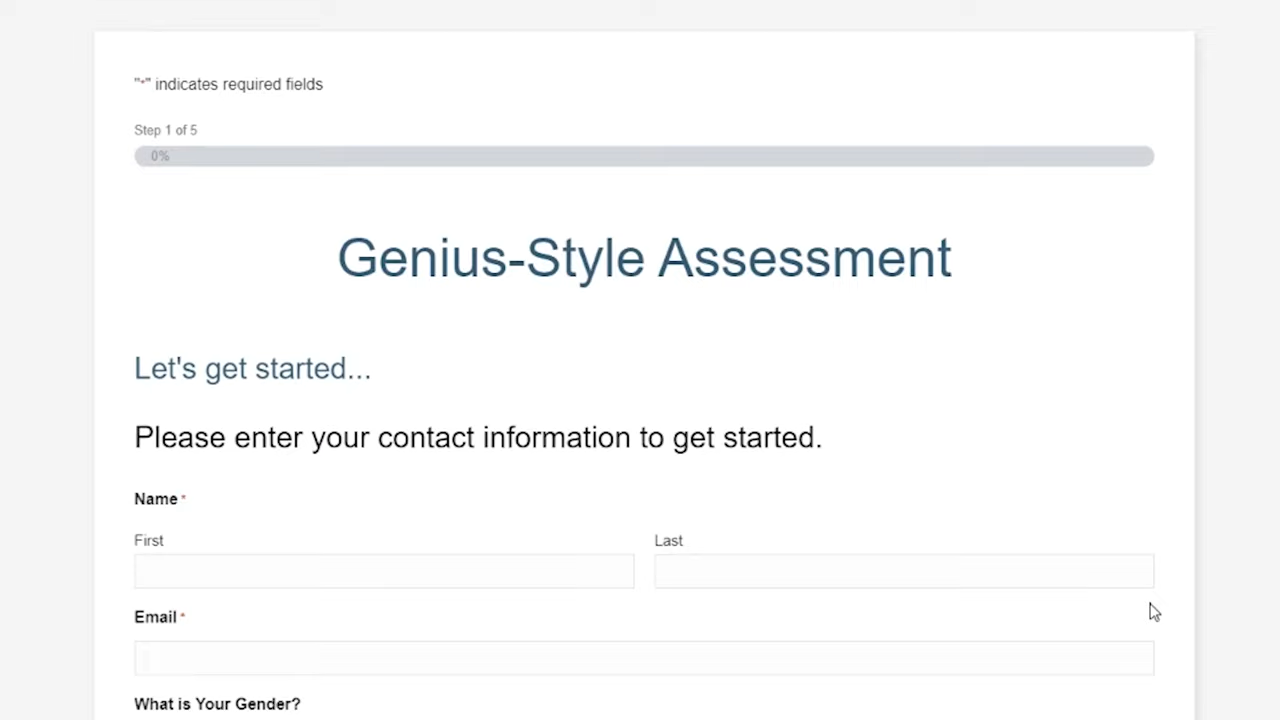 "*" indicates required fields
Step 1 of 5
0%
Genius-Style Assessment
Let's get started...
Please enter your contact information to get started.
Name *
First Last
Email *
What is Your Gender?